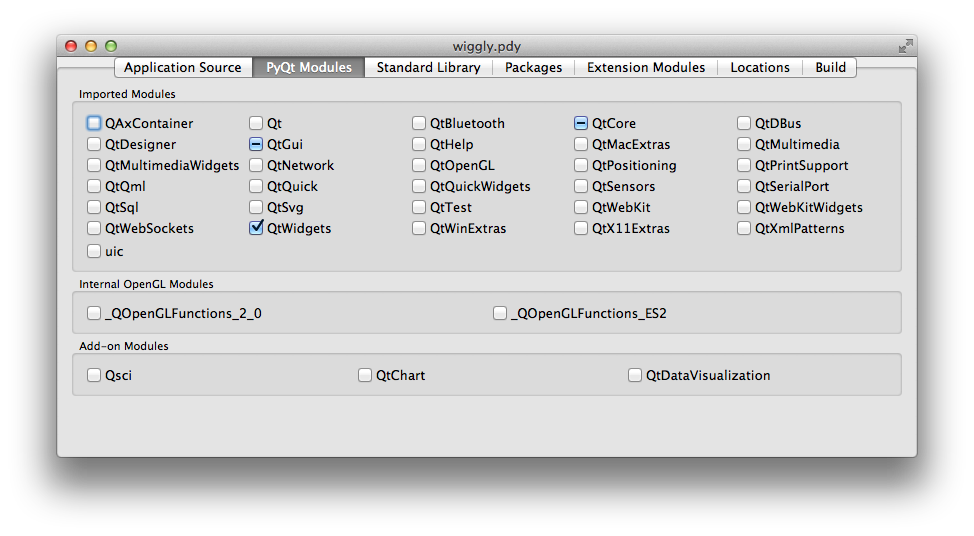 wiggly.pdy
Application Source PyQt Modules Standard Library Packages Extension Modules Locations Build
Imported Modules
QAxContainer Qt QtBluetooth QtCore QtDBus
QtDesigner QtGui QtHelp QtMacExtras QtMultimedia
QtMultimediaWidgets QtNetwork QtOpenGL QtPositioning QtPrintSupport
QtQml QtQuick QtQuickWidgets QtSensors QtSerialPort
QtSql QtSvg QtTest QtWebKit QtWebKitWidgets
QtWebSockets QtWidgets QtWinExtras QtX11Extras QtXmlPatterns
uic
Internal OpenGL Modules
_QOpenGLFunctions_2_0 _QOpenGLFunctions_ES2
Add-on Modules
Qsci QtChart QtDataVisualization